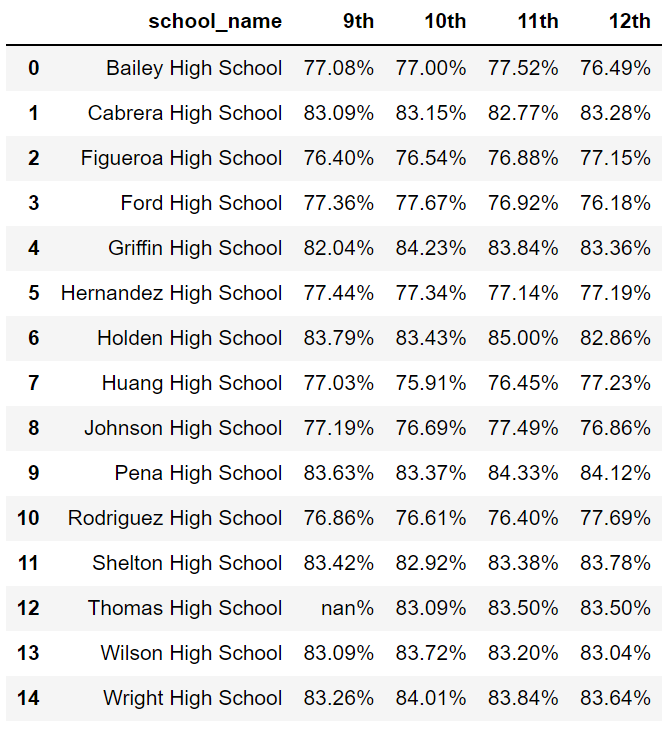 school_name 9th 10th 11th 12th
0 Bailey High School 77.08% 77.00% 77.52% 76.49%
1 Cabrera High School 83.09% 83.15% 82.77% 83.28%
2 Figueroa High School 76.40% 76.54% 76.88% 77.15%
3 Ford High School 77.36% 77.67% 76.92% 76.18%
4 Griffin High School 82.04% 84.23% 83.84% 83.36%
5 Hernandez High School 77.44% 77.34% 77.14% 77.19%
6 Holden High School 83.79% 83.43% 85.00% 82.86%
7 Huang High School 77.03% 75.91% 76.45% 77.23%
8 Johnson High School 77.19% 76.69% 77.49% 76.86%
9 Pena High School 83.63% 83.37% 84.33% 84.12%
10 Rodriguez High School 76.86% 76.61% 76.40% 77.69%
11 Shelton High School 83.42% 82.92% 83.38% 83.78%
12 Thomas High School nan% 83.09% 83.50% 83.50%
13 Wilson High School 83.09% 83.72% 83.20% 83.04%
14 Wright High School 83.26% 84.01% 83.84% 83.64%